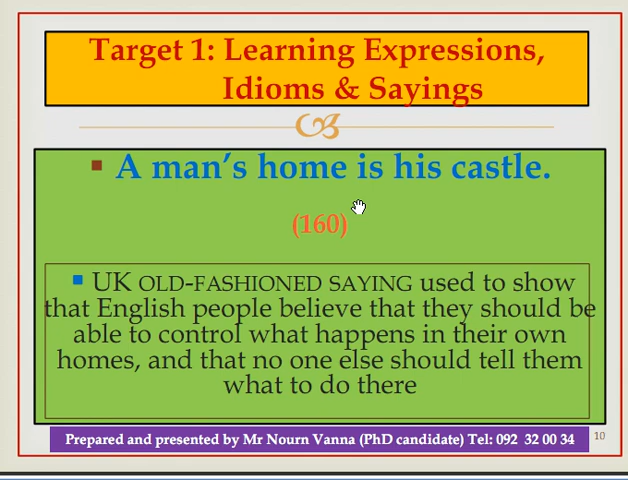 Target 1: Learning Expressions,
Idioms & Sayings
▪ A man's home is his castle.
(160)
▪ UK OLD-FASHIONED SAYING used to show
that English people believe that they should be
able to control what happens in their own
homes, and that no one else should tell them
what to do there
Prepared and presented by Mr Nourn Vanna (PhD candidate) Tel: 092 32 00 34
10